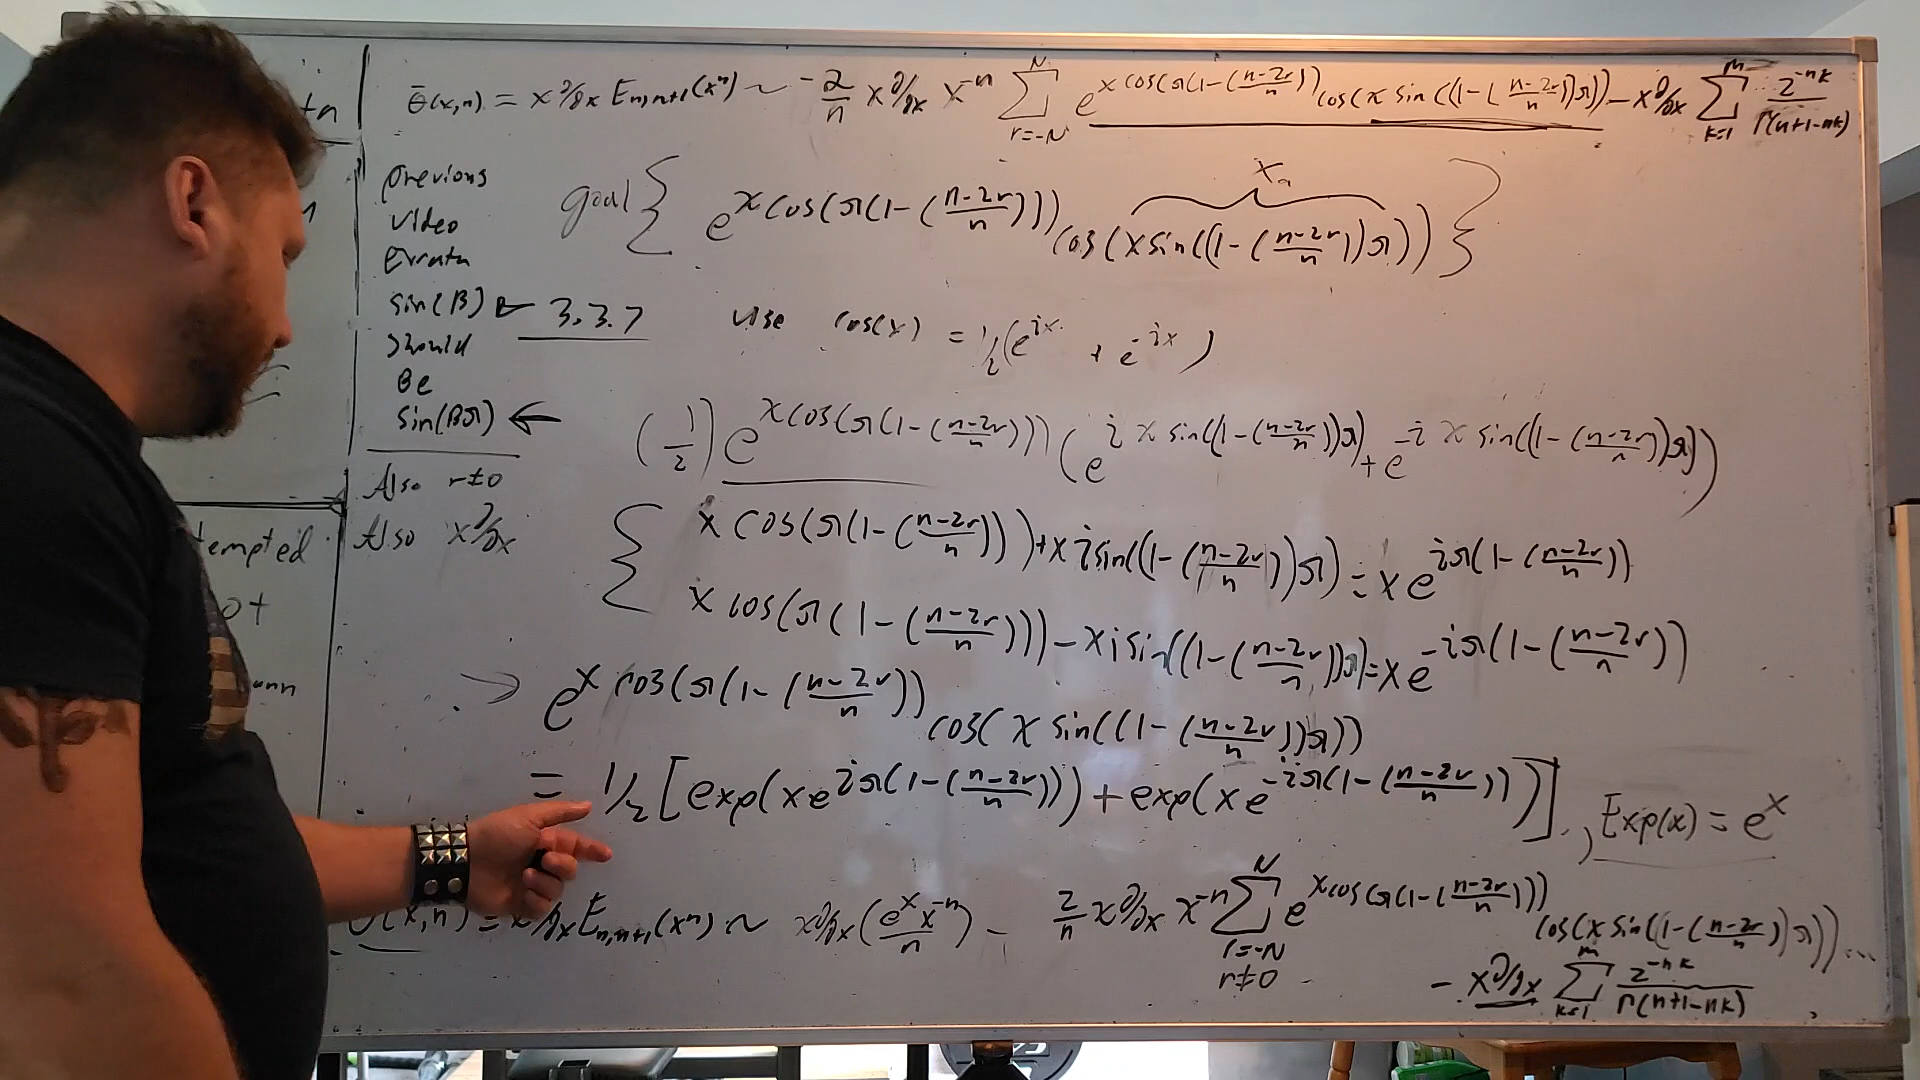 +n
θ̄(x,n) = x ∂/∂x E_{n,n+1}(x^n) ~ -2/n x ∂/∂x x^{-n} Σ_{r=-N}^{N} e^{x cos(π(1-((n-2r)/n)))} cos(x sin((1-((n-2r)/n))π)) - x ∂/∂x Σ_{k=1}^{m} z^{-nk}/Γ(n+1-nk)
previous
video
Errata
sin(B) ← 3.3.7
should
Be
sin(Bπ) ←
Also r≠0
Also x ∂/∂x
tempted
ot
goal { e^{x cos(π(1-((n-2r)/n)))} cos(x sin((1-((n-2r)/n))π)) }
use cos(x) = 1/2(e^{ix} + e^{-ix})
(1/2) e^{x cos(π(1-((n-2r)/n)))} (e^{i x sin((1-((n-2r)/n))π)} + e^{-i x sin((1-((n-2r)/n))π)})
{ x cos(π(1-((n-2r)/n))) + x i sin((1-((n-2r)/n))π) = x e^{iπ(1-((n-2r)/n))}
x cos(π(1-((n-2r)/n))) - x i sin((1-((n-2r)/n))π) = x e^{-iπ(1-((n-2r)/n))}
→ e^{x cos(π(1-((n-2r)/n)))} cos(x sin((1-((n-2r)/n))π))
= 1/2 [exp(x e^{iπ(1-((n-2r)/n))}) + exp(x e^{-iπ(1-((n-2r)/n))})], Exp(x) = e^x
(x,n) = x ∂/∂x E_{n,n+1}(x^n) ~ x ∂/∂x (e^x x^{-n}/n) - 2/n x ∂/∂x x^{-n} Σ_{r=-N, r≠0}^{N} e^{x cos(π(1-((n-2r)/n)))} cos(x sin((1-((n-2r)/n))π)) ...
- x ∂/∂x Σ_{k=1}^{m} z^{-nk}/Γ(n+1-nk)